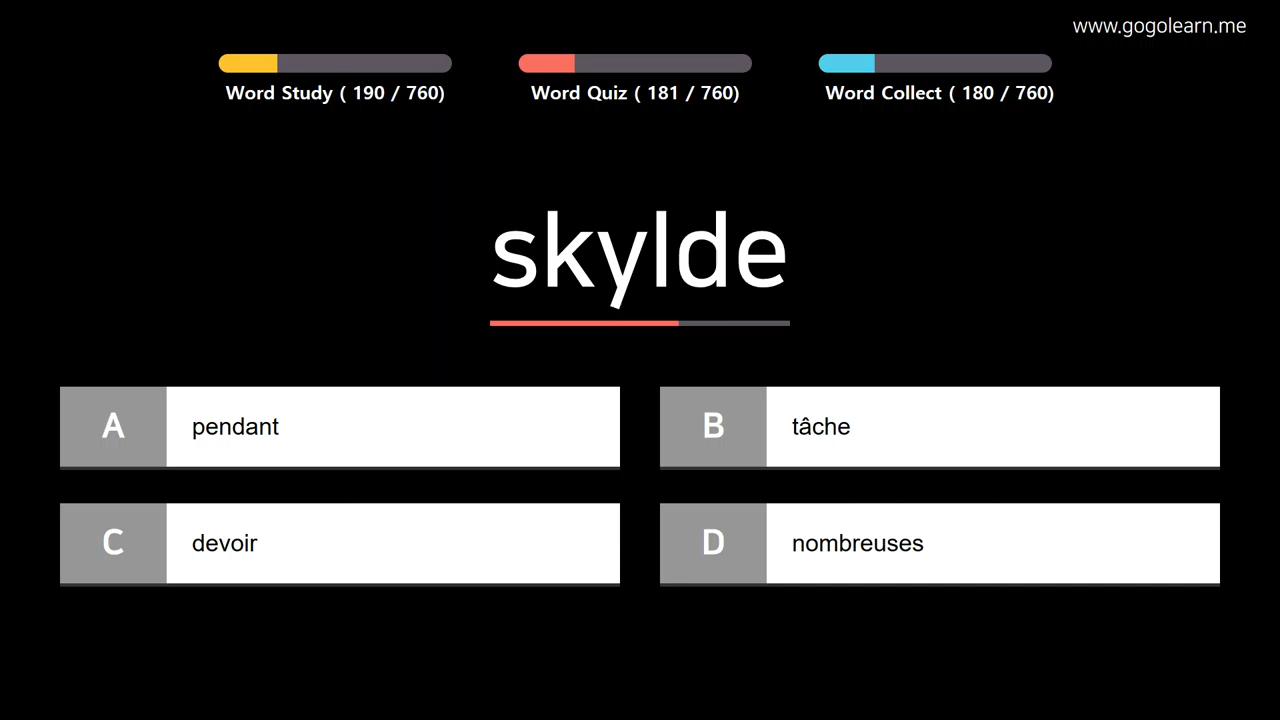 www.gogolearn.me
Word Study ( 190 / 760)
Word Quiz ( 181 / 760)
Word Collect ( 180 / 760)
skylde
A pendant
B tâche
C devoir
D nombreuses